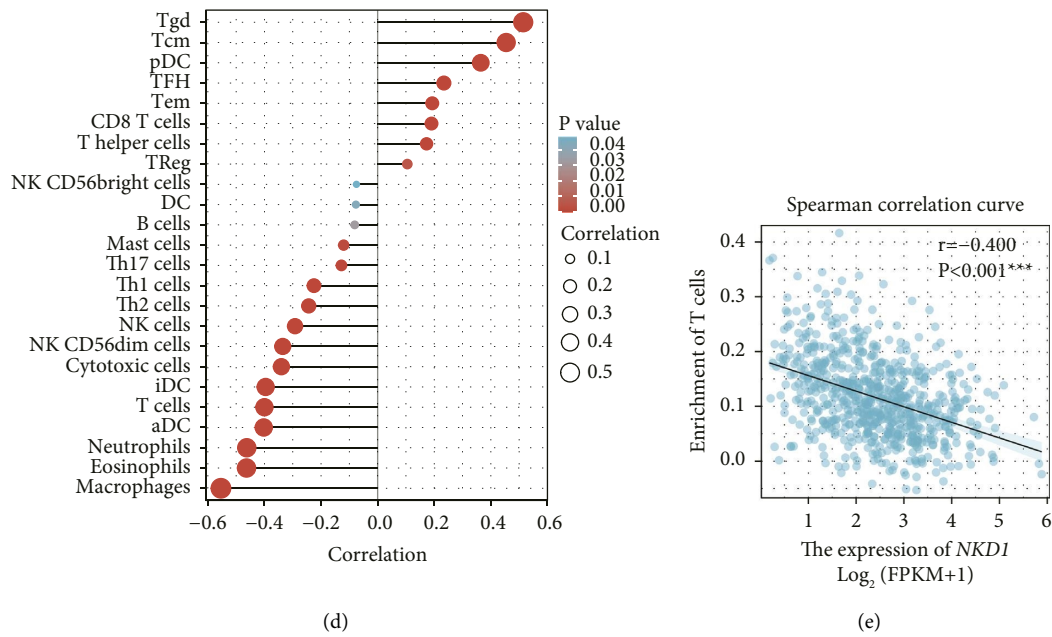 Tgd
Tcm
pDC
TFH
Tem
CD8 T cells
T helper cells
TReg
NK CD56bright cells
DC
B cells
Mast cells
Th17 cells
Th1 cells
Th2 cells
NK cells
NK CD56dim cells
Cytotoxic cells
iDC
T cells
aDC
Neutrophils
Eosinophils
Macrophages
−0.6 −0.4 −0.2 0.0 0.2 0.4 0.6
Correlation
(d)
P value
0.04
0.03
0.02
0.01
0.00
Correlation
0.1
0.2
0.3
0.4
0.5
Spearman correlation curve
r=−0.400
P<0.001***
Enrichment of T cells
0.4
0.3
0.2
0.1
0.0
1 2 3 4 5 6
The expression of NKD1
Log2 (FPKM+1)
(e)